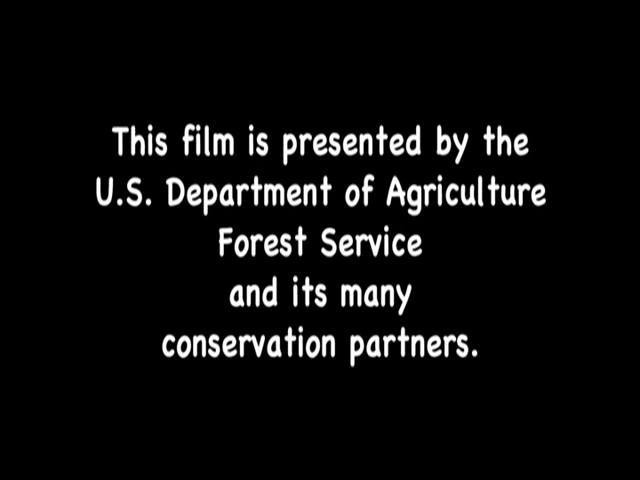 This film is presented by the
U.S. Department of Agriculture
Forest Service
and its many
conservation partners.